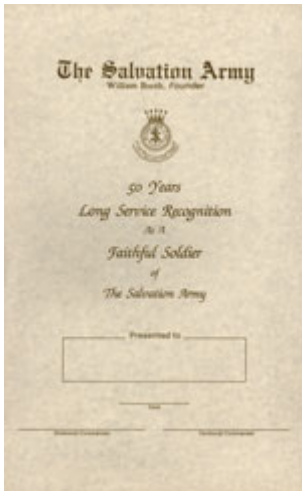 The Salvation Army
William Booth, Founder
50 Years
Long Service Recognition
As A
Faithful Soldier
of
The Salvation Army
Presented to